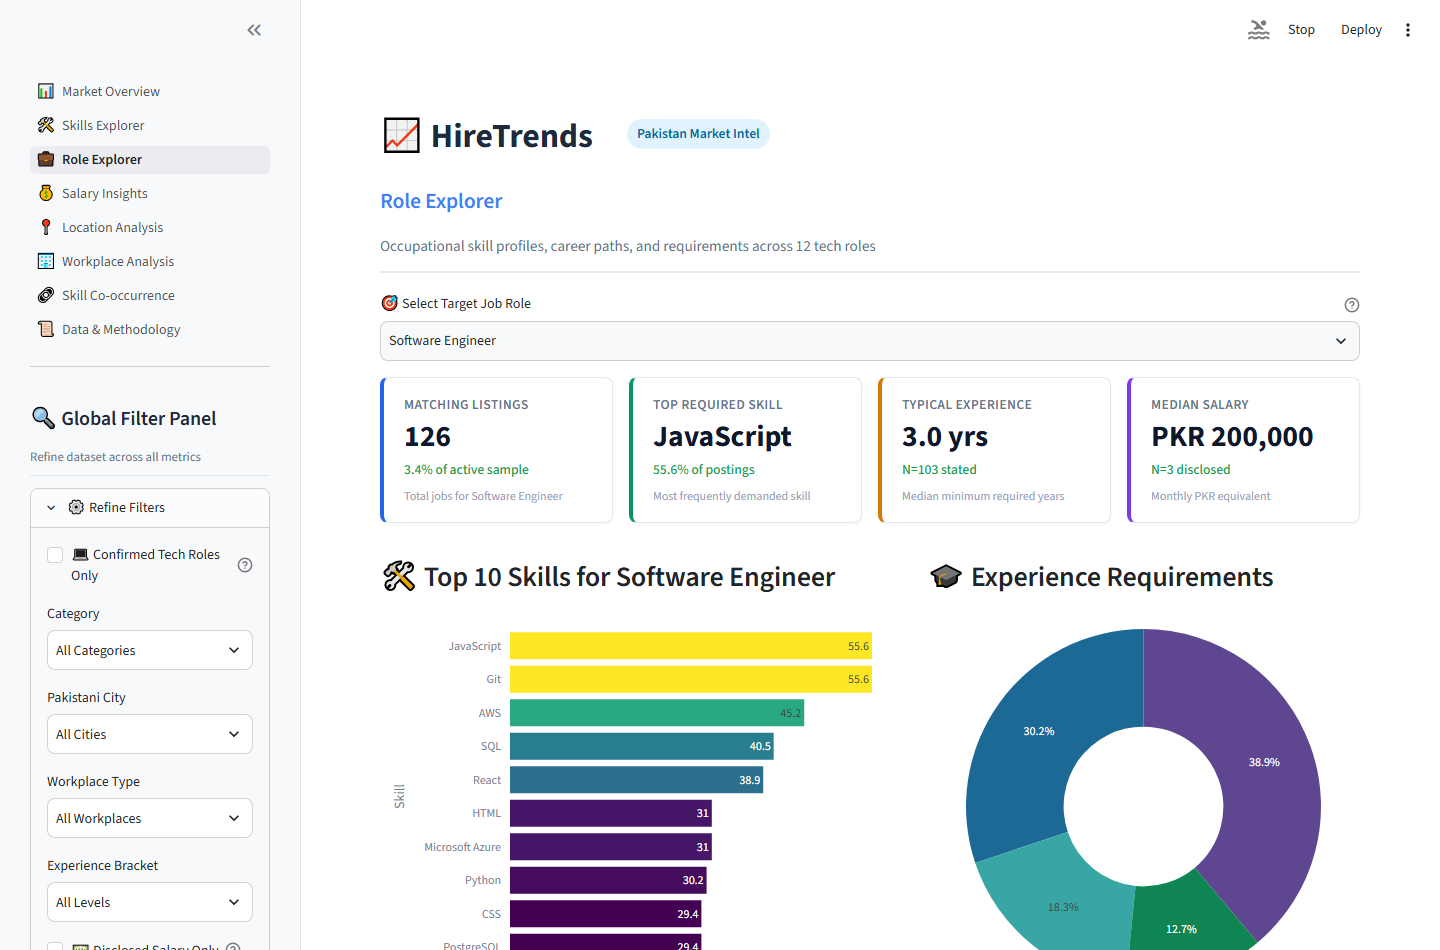 Stop
Deploy
Market Overview
Skills Explorer
Role Explorer
Salary Insights
Location Analysis
Workplace Analysis
Skill Co-occurrence
Data & Methodology
Global Filter Panel
Refine dataset across all metrics
Refine Filters
Confirmed Tech Roles
Only
Category
All Categories
Pakistani City
All Cities
Workplace Type
All Workplaces
Experience Bracket
All Levels
Disclosed Salary Only
HireTrends
Pakistan Market Intel
Role Explorer
Occupational skill profiles, career paths, and requirements across 12 tech roles
Select Target Job Role
Software Engineer
MATCHING LISTINGS
126
3.4% of active sample
Total jobs for Software Engineer
TOP REQUIRED SKILL
JavaScript
55.6% of postings
Most frequently demanded skill
TYPICAL EXPERIENCE
3.0 yrs
N=103 stated
Median minimum required years
MEDIAN SALARY
PKR 200,000
N=3 disclosed
Monthly PKR equivalent
Top 10 Skills for Software Engineer
Skill
JavaScript 55.6
Git 55.6
AWS 45.2
SQL 40.5
React 38.9
HTML 31
Microsoft Azure 31
Python 30.2
CSS 29.4
PostgreSQL 29.4
Experience Requirements
30.2%
38.9%
18.3%
12.7%